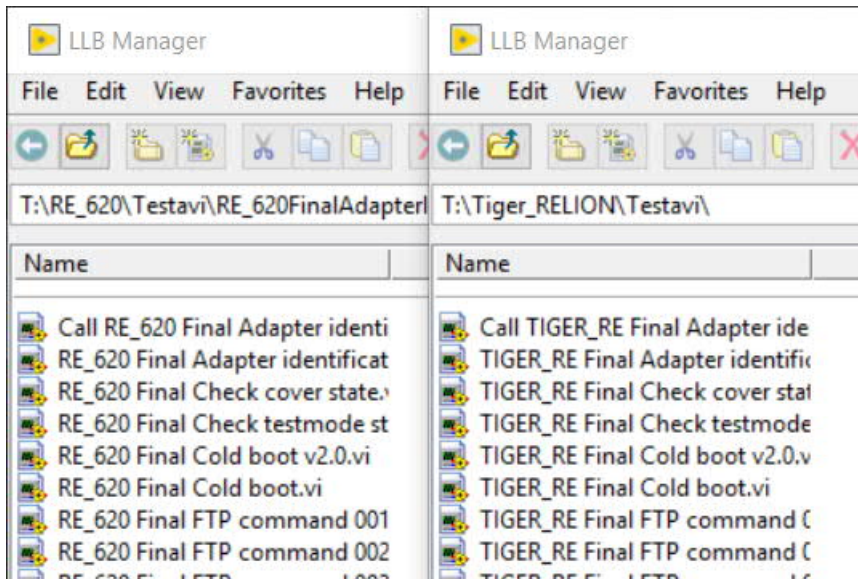 LLB Manager
File Edit View Favorites Help
T:\RE_620\Testavi\RE_620FinalAdapter
Name
Call RE_620 Final Adapter identi
RE_620 Final Adapter identificat
RE_620 Final Check cover state.
RE_620 Final Check testmode st
RE_620 Final Cold boot v2.0.vi
RE_620 Final Cold boot.vi
RE_620 Final FTP command 001
RE_620 Final FTP command 002
LLB Manager
File Edit View Favorites Help
T:\Tiger_RELION\Testavi\
Name
Call TIGER_RE Final Adapter ide
TIGER_RE Final Adapter identific
TIGER_RE Final Check cover stat
TIGER_RE Final Check testmode
TIGER_RE Final Cold boot v2.0.v
TIGER_RE Final Cold boot.vi
TIGER_RE Final FTP command
TIGER_RE Final FTP command